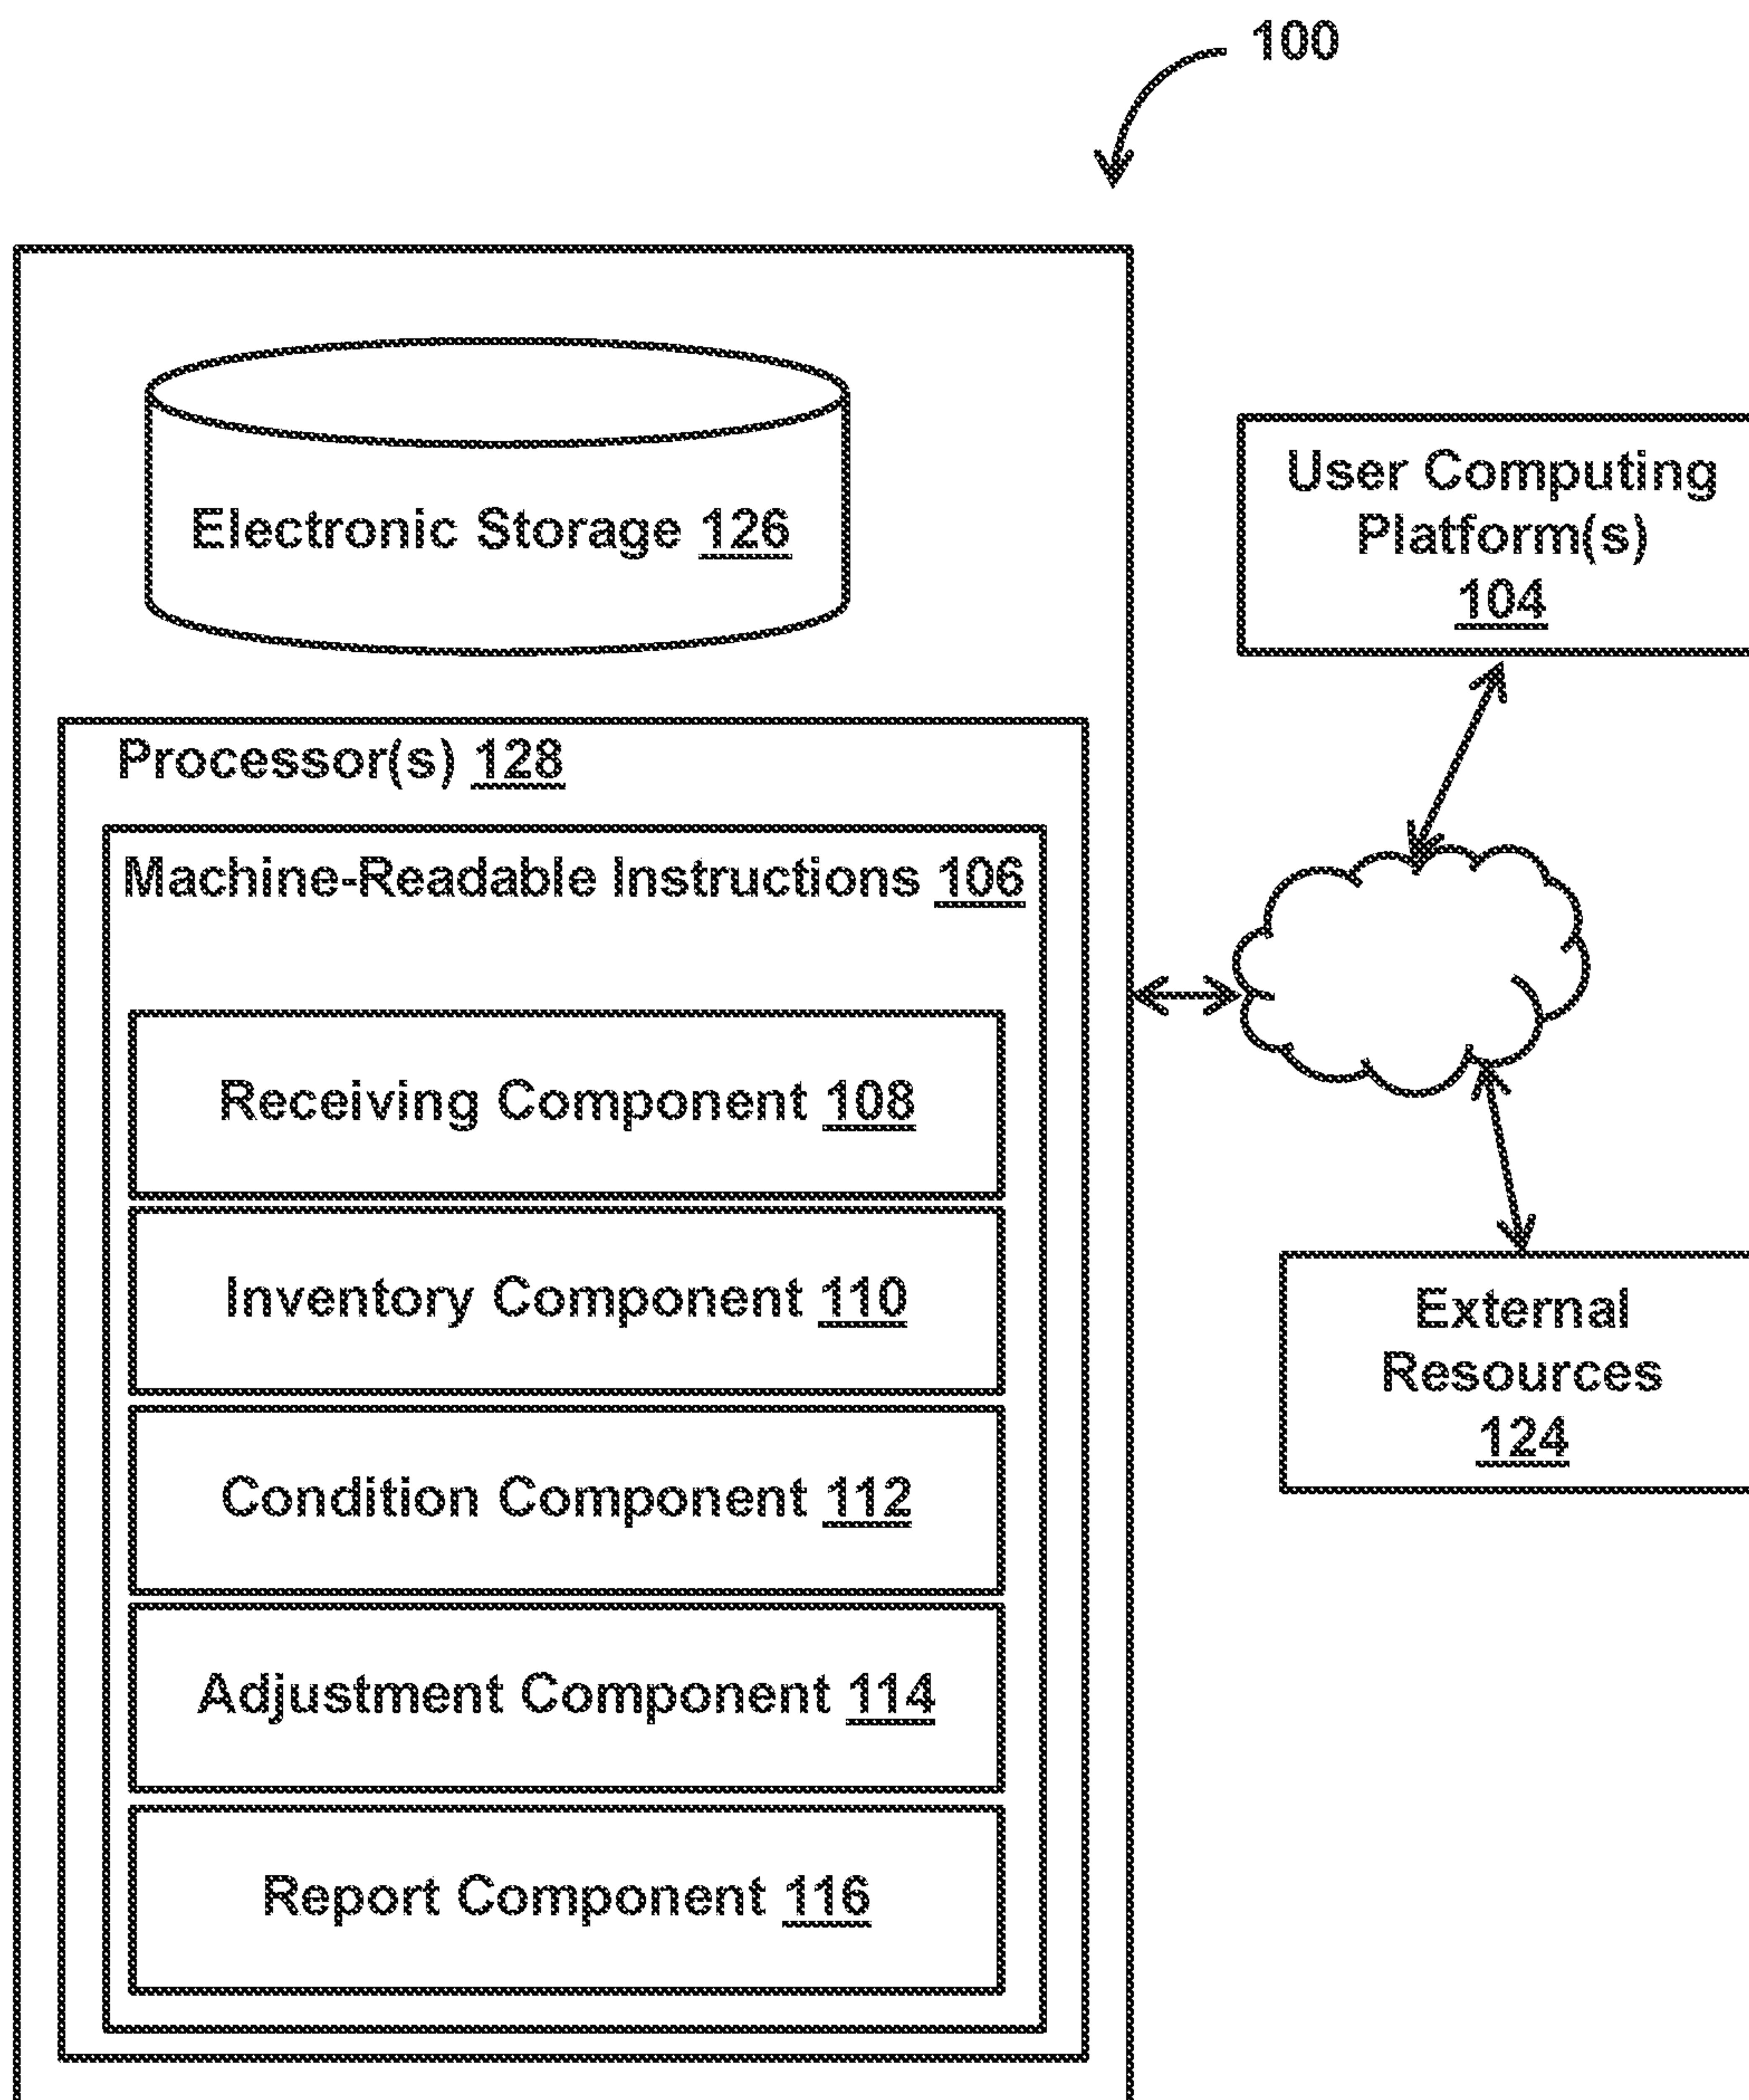 100
Electronic Storage 126
Processor(s) 128
Machine-Readable Instructions 106
Receiving Component 108
Inventory Component 110
Condition Component 112
Adjustment Component 114
Report Component 116
User Computing
Platform(s)
104
External
Resources
124